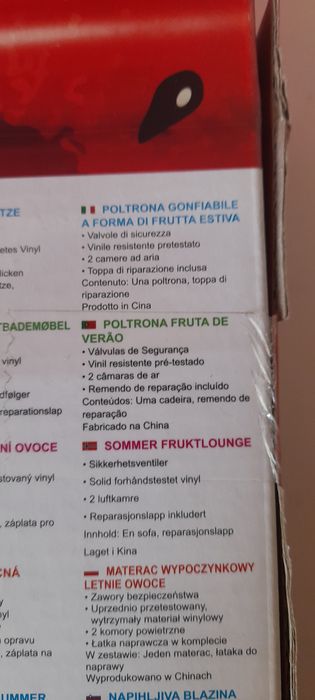 TZE
etes Vinyl
licken
tze,
BADEMØBEL
vinyl
dfølger
reparationslap
NÍ OVOCE
stovaný vinyl
, záplata pro
CNÁ
y
nyl
u opravu
, záplata na
SUMMER
POLTRONA GONFIABILE
A FORMA DI FRUTTA ESTIVA
• Valvole di sicurezza
• Vinile resistente pretestato
• 2 camere ad aria
• Toppa di riparazione inclusa
Contenuto: Una poltrona, toppa di
riparazione
Prodotto in Cina
POLTRONA FRUTA DE
VERÃO
• Válvulas de Segurança
• Vinil resistente pré-testado
• 2 câmaras de ar
• Remendo de reparação incluído
Conteúdos: Uma cadeira, remendo de
reparação
Fabricado na China
SOMMER FRUKTLOUNGE
• Sikkerhetsventiler
• Solid forhåndstestet vinyl
• 2 luftkamre
• Reparasjonslapp inkludert
Innhold: En sofa, reparasjonslapp
Laget i Kina
MATERAC WYPOCZYNKOWY
LETNIE OWOCE
• Zawory bezpieczeństwa
• Uprzednio przetestowany,
wytrzymały materiał winylowy
• 2 komory powietrzne
• Łatka naprawcza w komplecie
W zestawie: Jeden materac, łataka do
naprawy
Wyprodukowano w Chinach
NAPIHLJIVA BLAZINA